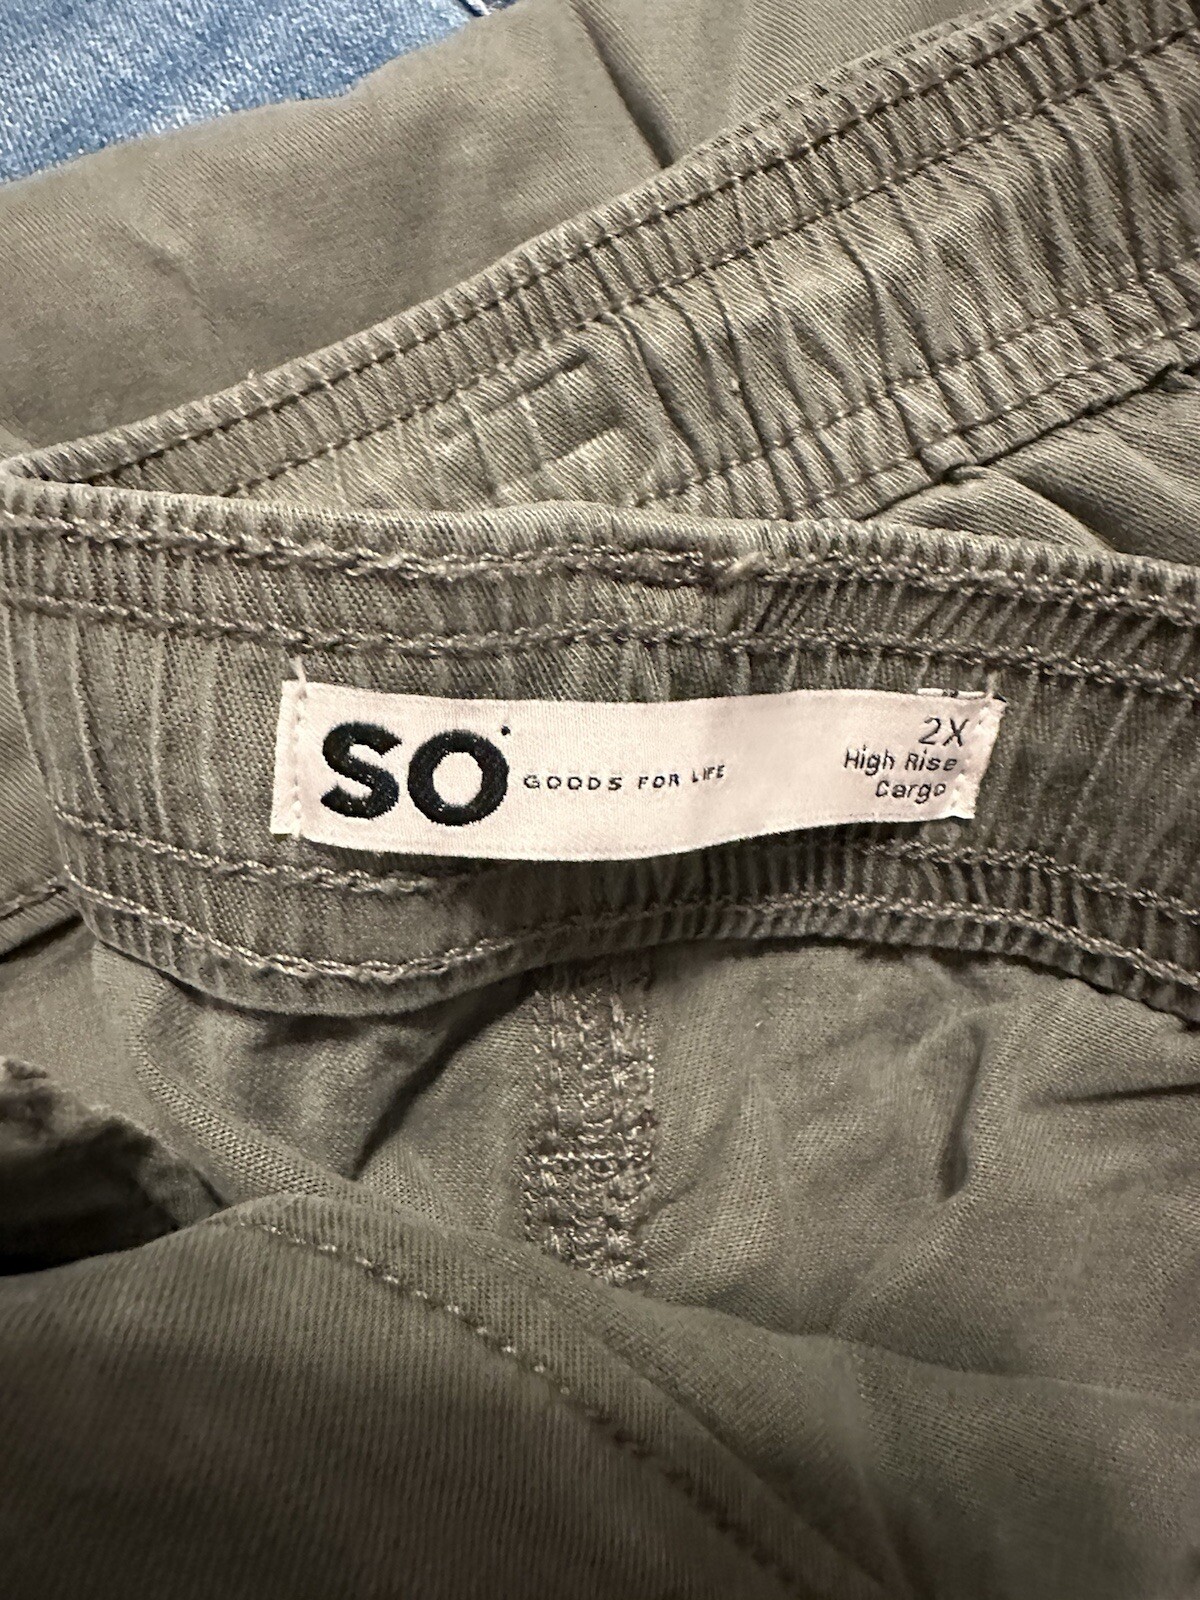 SO GOODS FOR LIFE
2X
High Rise
Cargo